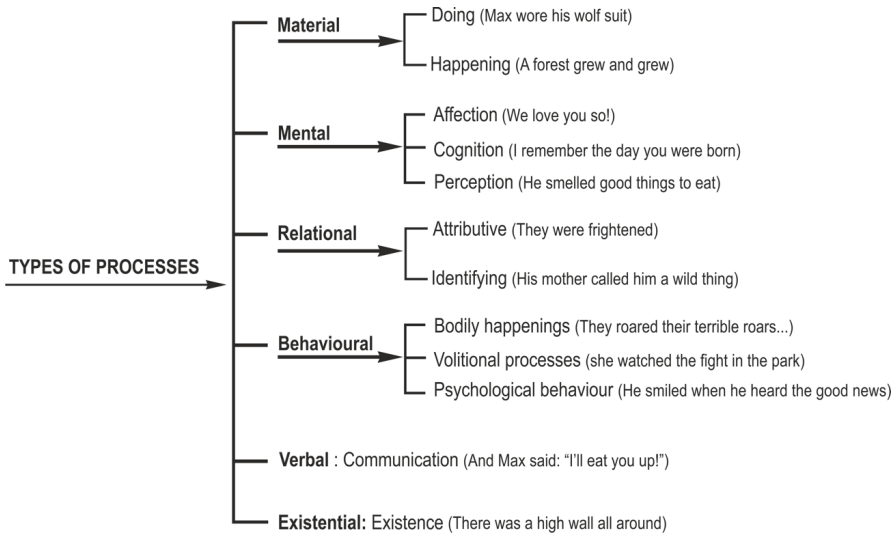 TYPES OF PROCESSES
Material
Doing (Max wore his wolf suit)
Happening (A forest grew and grew)
Mental
Affection (We love you so!)
Cognition (I remember the day you were born)
Perception (He smelled good things to eat)
Relational
Attributive (They were frightened)
Identifying (His mother called him a wild thing)
Behavioural
Bodily happenings (They roared their terrible roars...)
Volitional processes (she watched the fight in the park)
Psychological behaviour (He smiled when he heard the good news)
Verbal : Communication (And Max said: “I’ll eat you up!”)
Existential: Existence (There was a high wall all around)